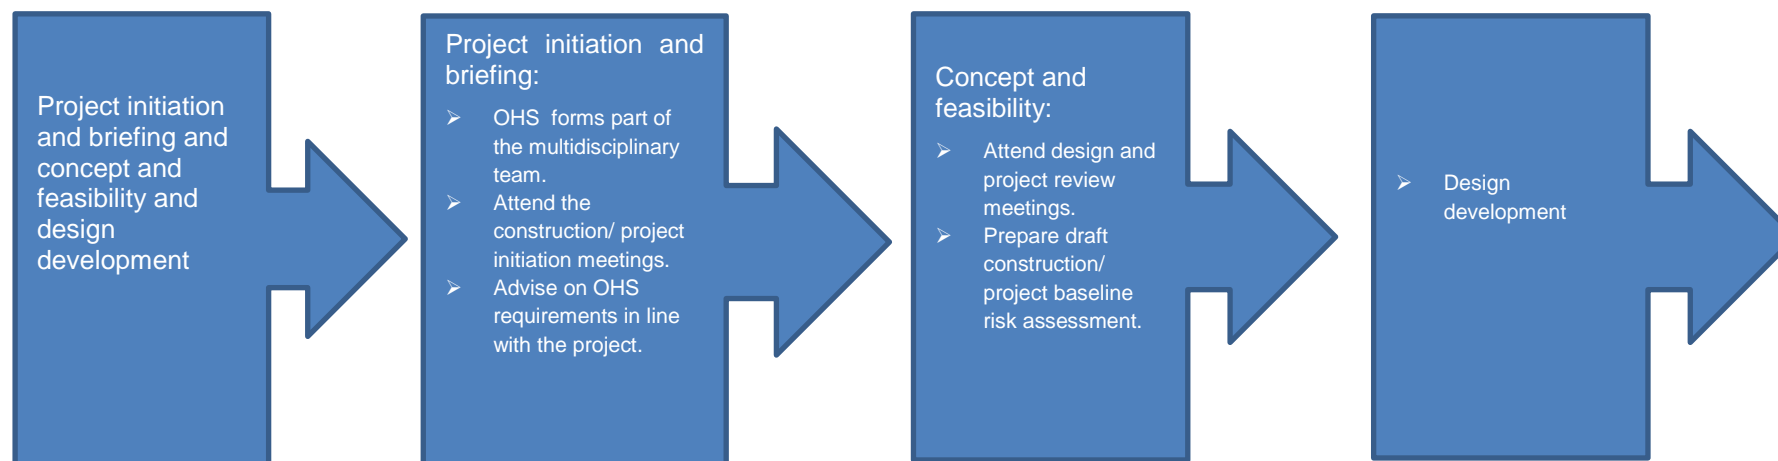 Project initiation
and briefing and
concept and
feasibility and
design
development
Project initiation and
briefing:
➢ OHS forms part of
the multidisciplinary
team.
➢ Attend the
construction/ project
initiation meetings.
➢ Advise on OHS
requirements in line
with the project.
Concept and
feasibility:
➢ Attend design and
project review
meetings.
➢ Prepare draft
construction/
project baseline
risk assessment.
➢ Design
development